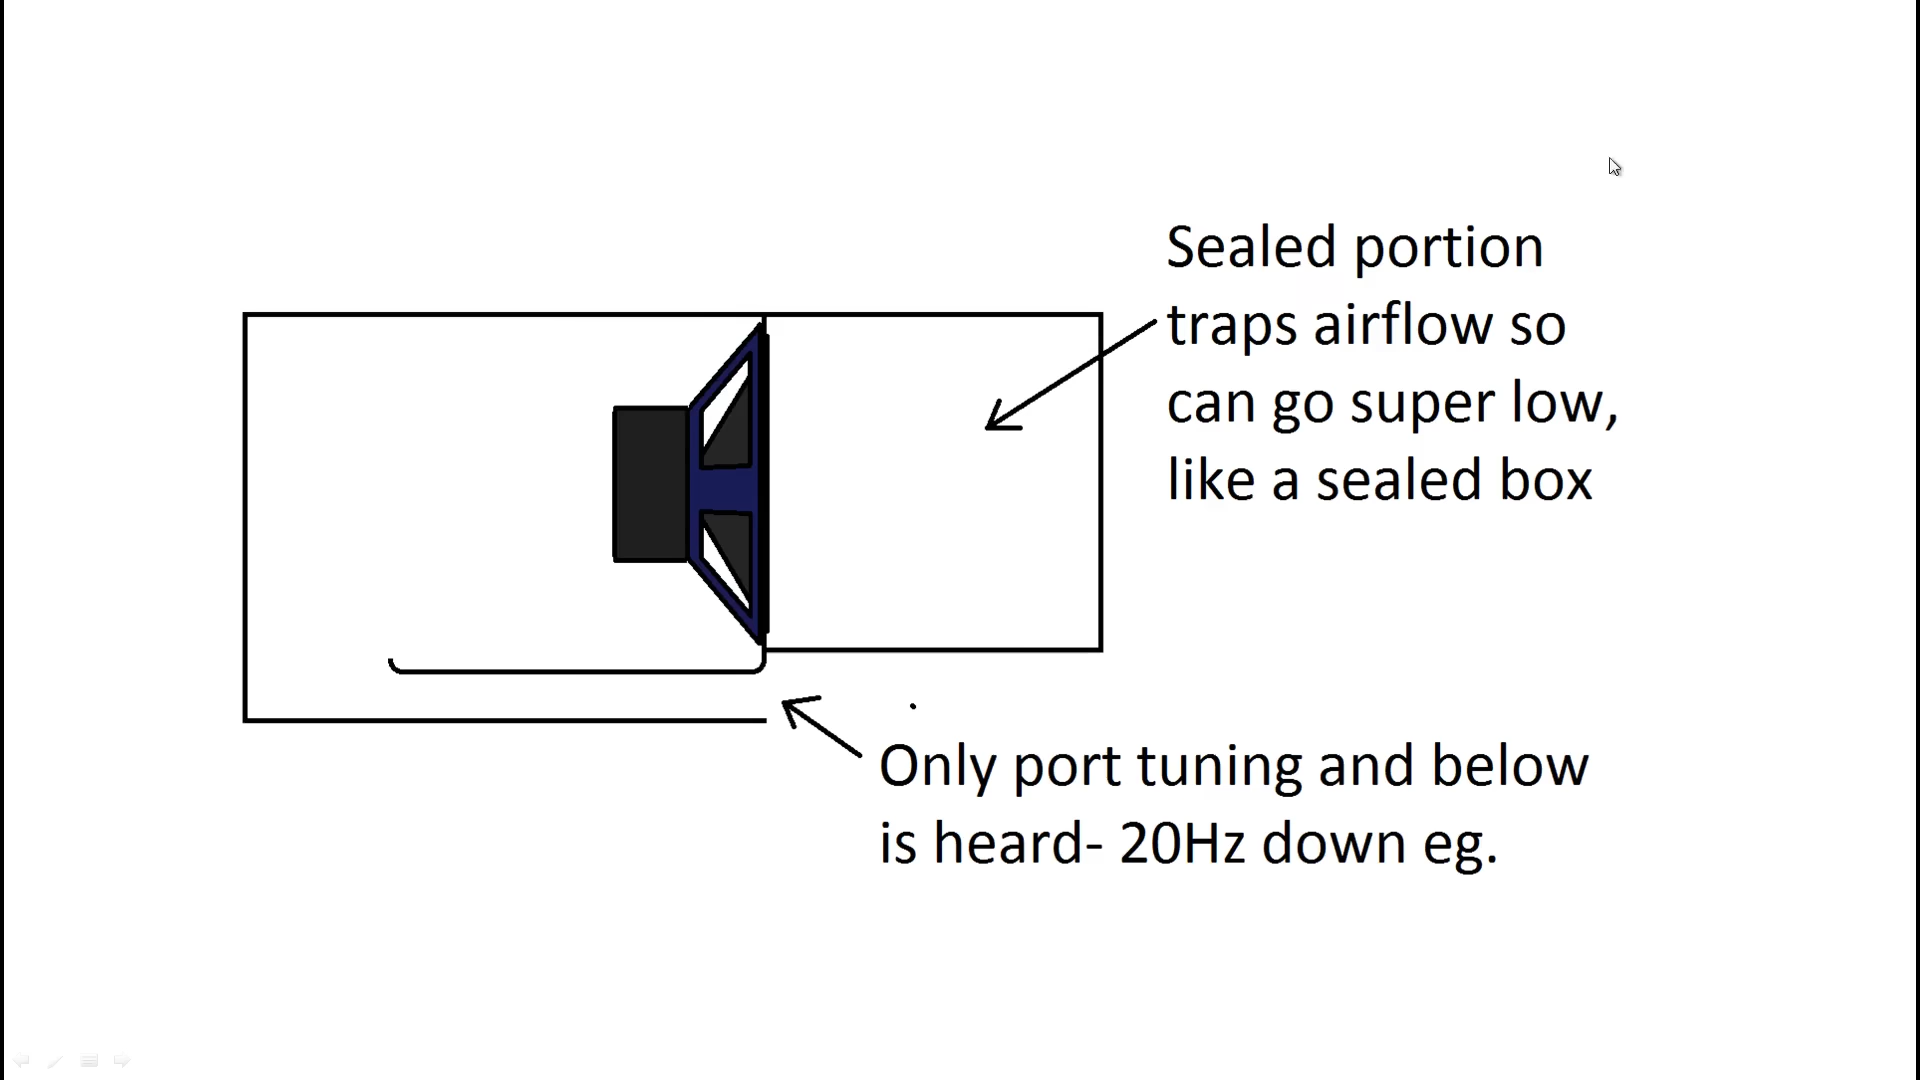 Sealed portion
traps airflow so
can go super low,
like a sealed box
Only port tuning and below
is heard- 20Hz down eg.